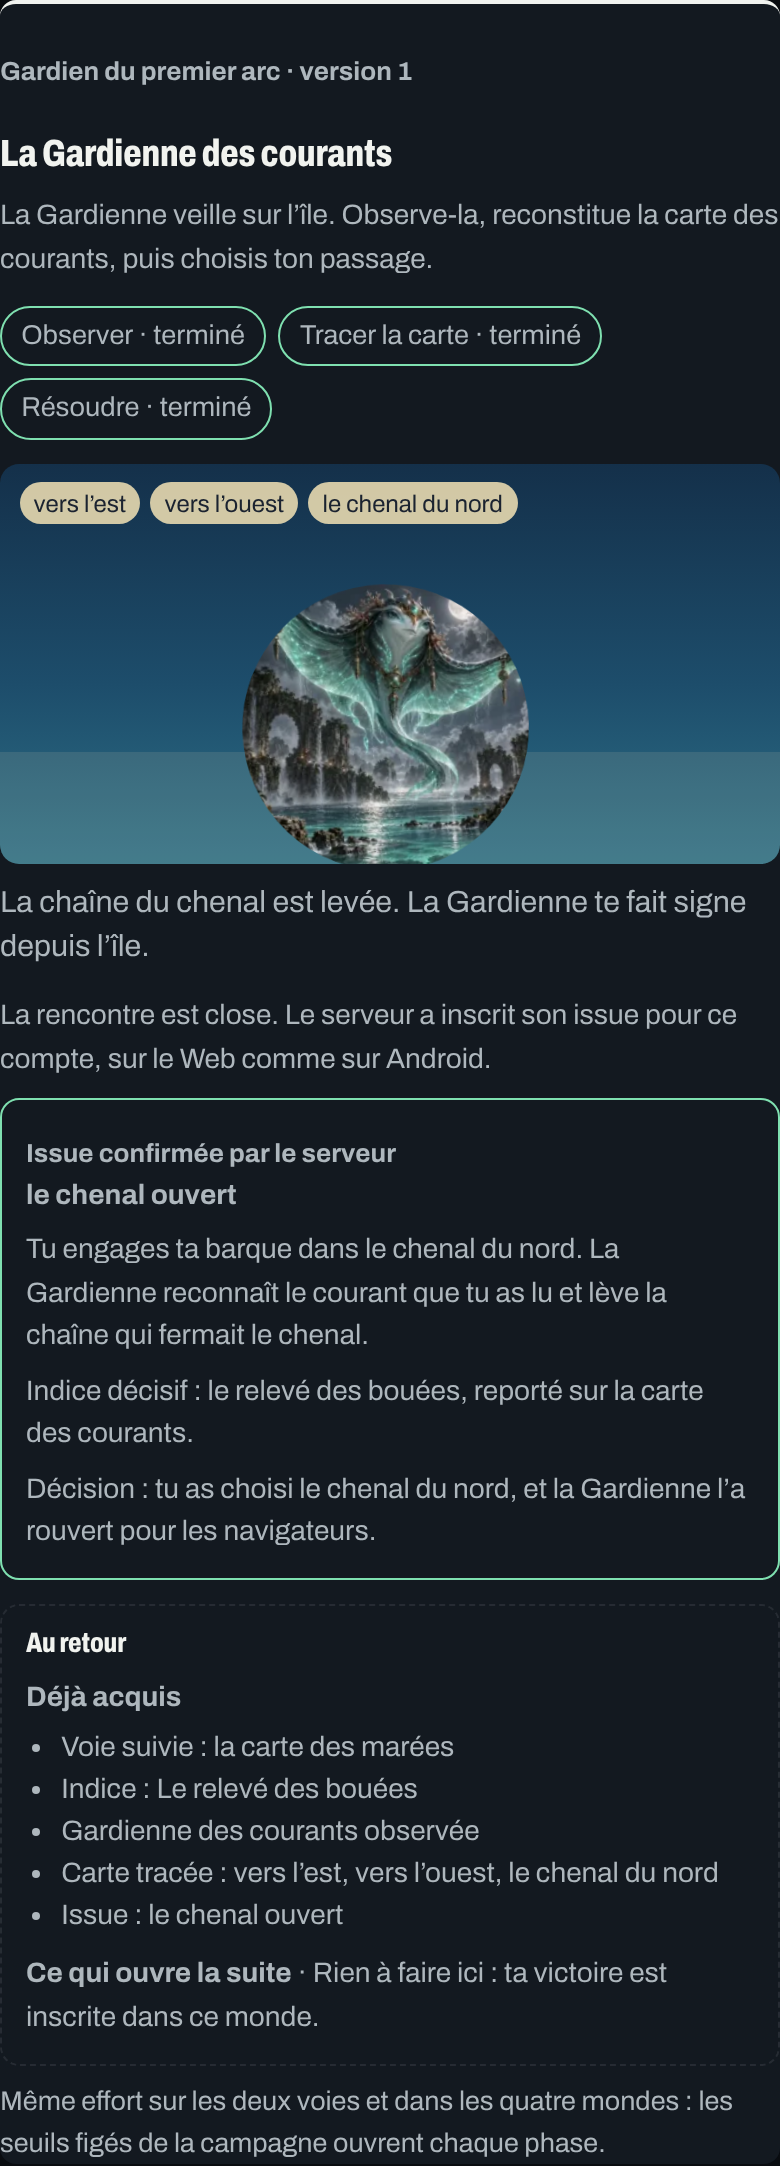 Gardien du premier arc · version 1
La Gardienne des courants
La Gardienne veille sur l’île. Observe-la, reconstitue la carte des
courants, puis choisis ton passage.
Observer · terminé
Tracer la carte · terminé
Résoudre · terminé
vers l’est
vers l’ouest
le chenal du nord
La chaîne du chenal est levée. La Gardienne te fait signe
depuis l’île.
La rencontre est close. Le serveur a inscrit son issue pour ce
compte, sur le Web comme sur Android.
Issue confirmée par le serveur
le chenal ouvert
Tu engages ta barque dans le chenal du nord. La
Gardienne reconnaît le courant que tu as lu et lève la
chaîne qui fermait le chenal.
Indice décisif : le relevé des bouées, reporté sur la carte
des courants.
Décision : tu as choisi le chenal du nord, et la Gardienne l’a
rouvert pour les navigateurs.
Au retour
Déjà acquis
• Voie suivie : la carte des marées
• Indice : Le relevé des bouées
• Gardienne des courants observée
• Carte tracée : vers l’est, vers l’ouest, le chenal du nord
• Issue : le chenal ouvert
Ce qui ouvre la suite · Rien à faire ici : ta victoire est
inscrite dans ce monde.
Même effort sur les deux voies et dans les quatre mondes : les
seuils figés de la campagne ouvrent chaque phase.